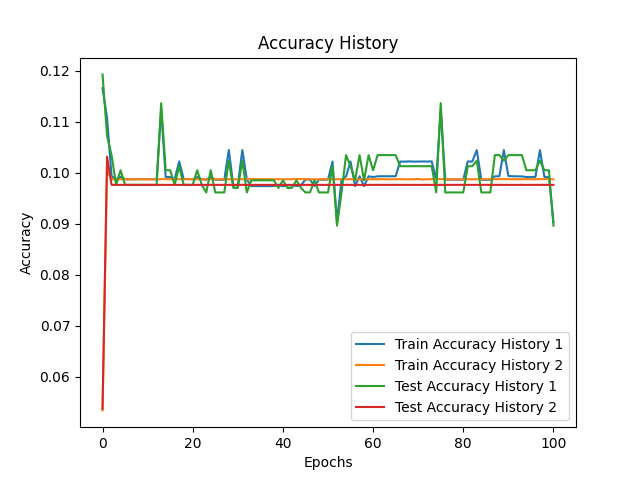 Accuracy History
0.12
0.11
0.10
0.09
0.08
0.07
0.06
Accuracy
Train Accuracy History 1
Train Accuracy History 2
Test Accuracy History 1
Test Accuracy History 2
0 20 40 60 80 100
Epochs